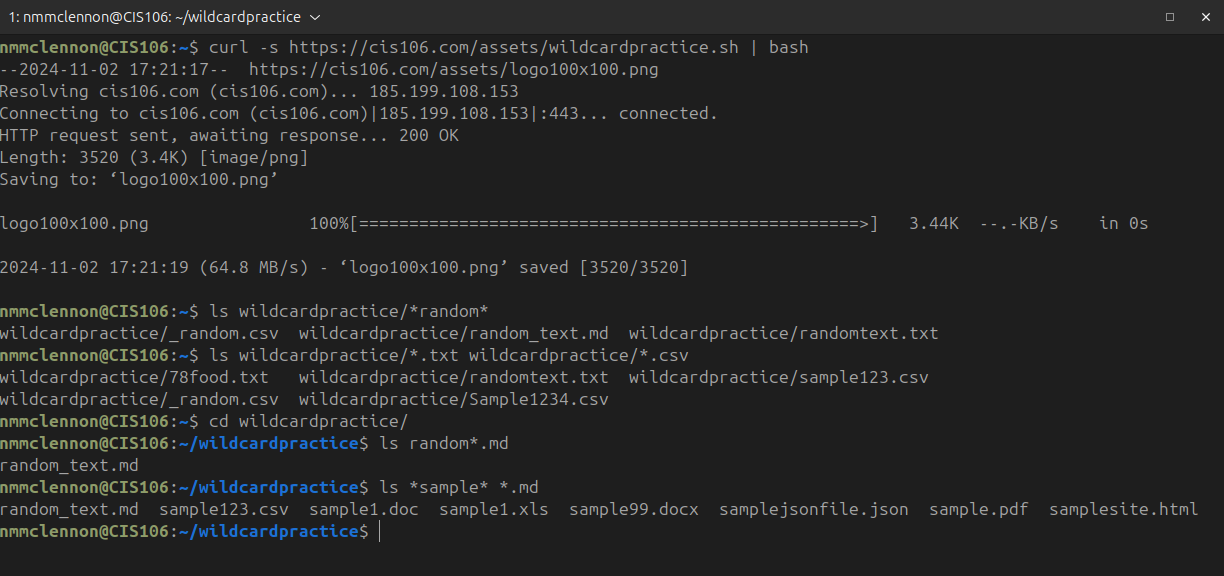 1: nmmclennon@CIS106: ~/wildcardpractice
nmmclennon@CIS106:~$ curl -s https://cis106.com/assets/wildcardpractice.sh | bash
--2024-11-02 17:21:17--  https://cis106.com/assets/logo100x100.png
Resolving cis106.com (cis106.com)... 185.199.108.153
Connecting to cis106.com (cis106.com)|185.199.108.153|:443... connected.
HTTP request sent, awaiting response... 200 OK
Length: 3520 (3.4K) [image/png]
Saving to: ‘logo100x100.png’
logo100x100.png                100%[==================================================>]   3.44K  --.-KB/s    in 0s
2024-11-02 17:21:19 (64.8 MB/s) - ‘logo100x100.png’ saved [3520/3520]
nmmclennon@CIS106:~$ ls wildcardpractice/*random*
wildcardpractice/_random.csv  wildcardpractice/random_text.md  wildcardpractice/randomtext.txt
nmmclennon@CIS106:~$ ls wildcardpractice/*.txt wildcardpractice/*.csv
wildcardpractice/78food.txt   wildcardpractice/randomtext.txt  wildcardpractice/sample123.csv
wildcardpractice/_random.csv  wildcardpractice/Sample1234.csv
nmmclennon@CIS106:~$ cd wildcardpractice/
nmmclennon@CIS106:~/wildcardpractice$ ls random*.md
random_text.md
nmmclennon@CIS106:~/wildcardpractice$ ls *sample* *.md
random_text.md  sample123.csv  sample1.doc  sample1.xls  sample99.docx  samplejsonfile.json  sample.pdf  samplesite.html
nmmclennon@CIS106:~/wildcardpractice$